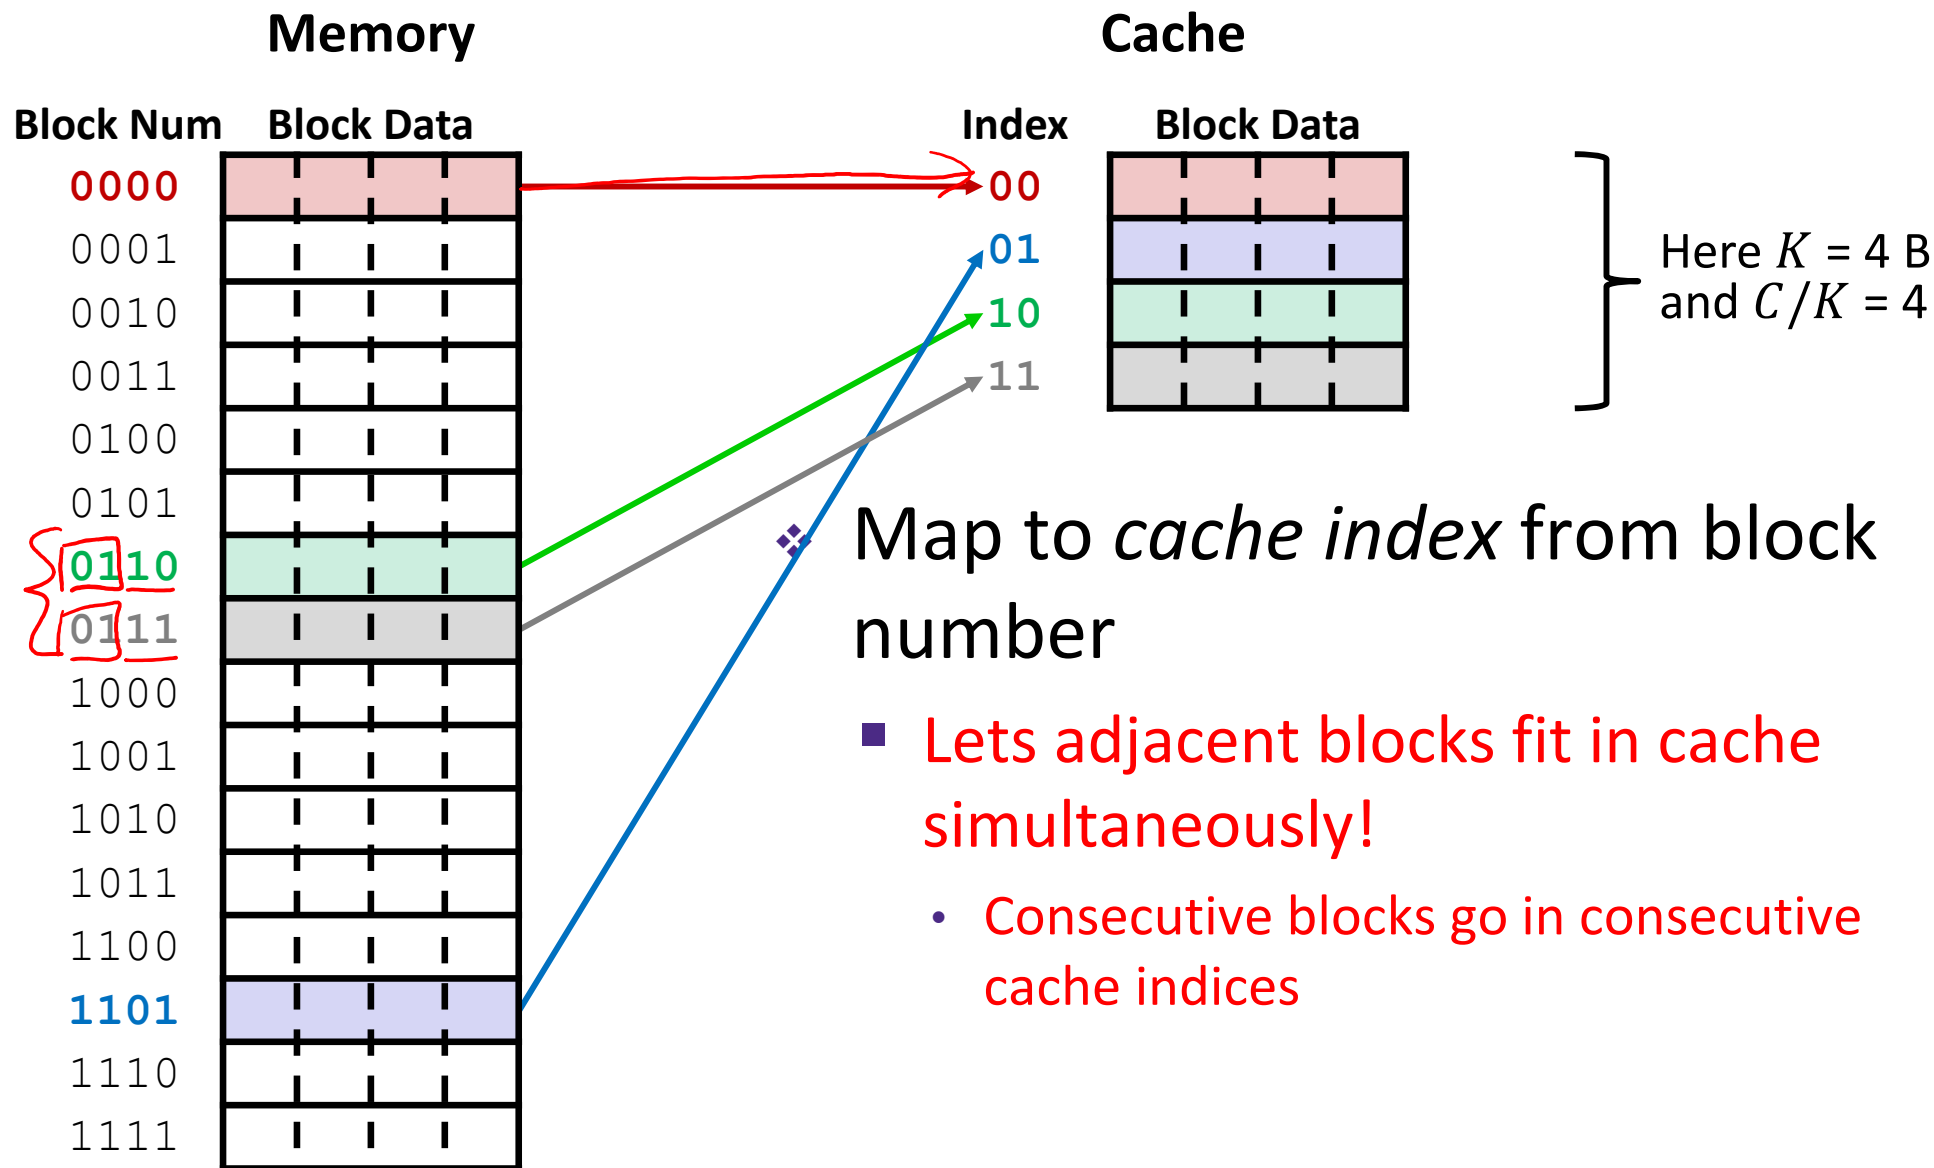 Memory Cache
Block Num Block Data Index Block Data
0000 00
0001 01
0010 10
0011 11
Here K = 4 B
and C/K = 4
0100
0101
0110
0111
1000
1001
1010
1011
1100
1101
1110
1111
❖ Map to cache index from block
number
▪ Lets adjacent blocks fit in cache
simultaneously!
• Consecutive blocks go in consecutive
cache indices